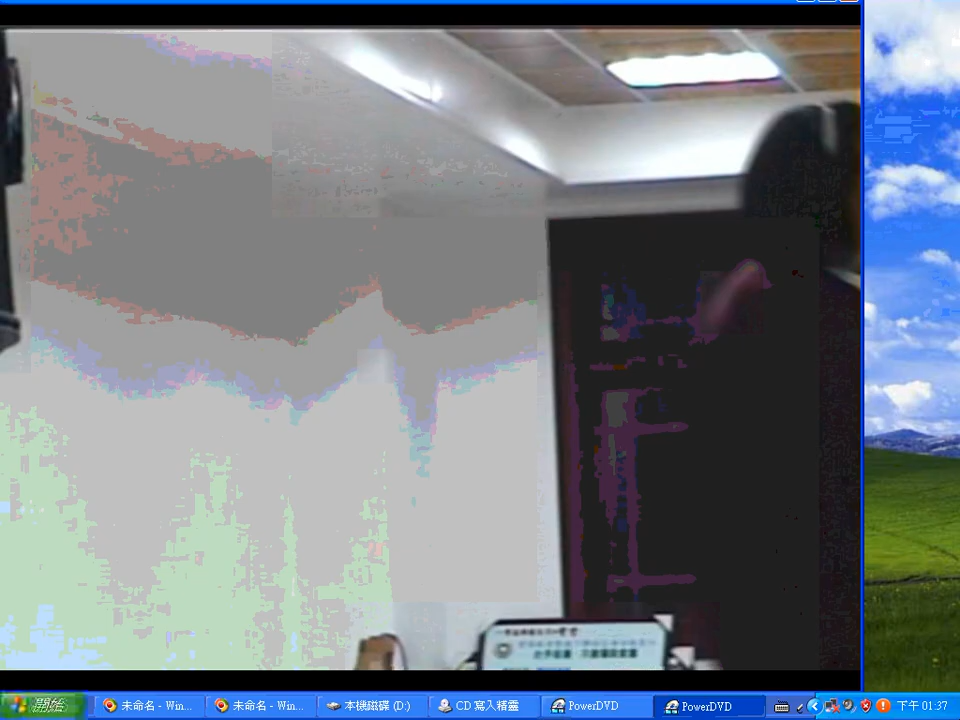 開始
未命名 - Win...
未命名 - Win...
本機磁碟 (D:)
CD 寫入精靈
PowerDVD
PowerDVD
下午 01:37